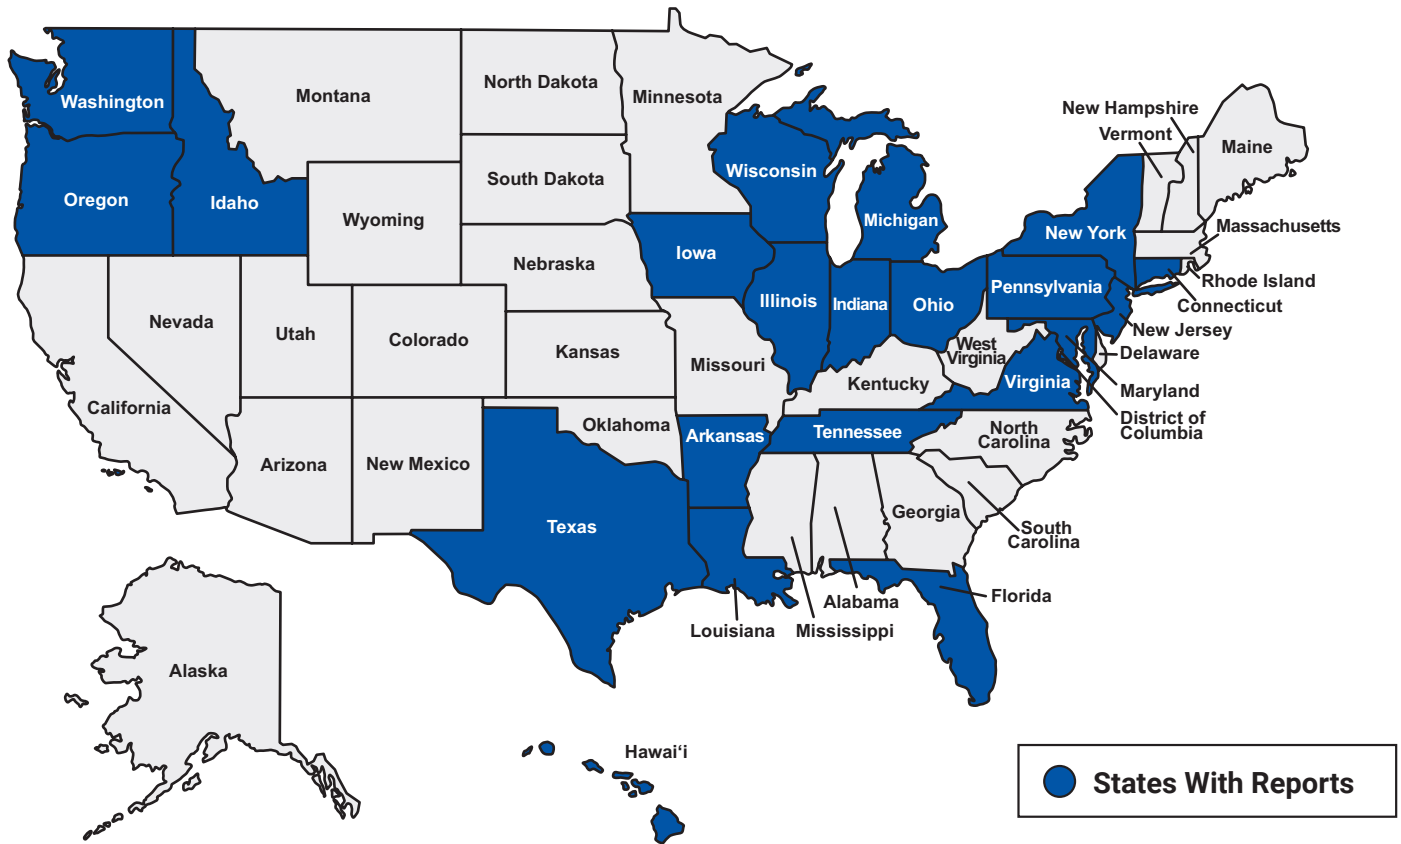 New Hampshire
Vermont
Maine
Washington
Montana
North Dakota
Minnesota
Oregon
Idaho
Wyoming
South Dakota
Wisconsin
Michigan
New York
Massachusetts
Rhode Island
Connecticut
New Jersey
Delaware
Maryland
District of
Columbia
Nebraska
Iowa
Illinois
Indiana
Ohio
Pennsylvania
Nevada
Utah
Colorado
Kansas
Missouri
West
Virginia
Virginia
Kentucky
California
Arizona
New Mexico
Oklahoma
Arkansas
Tennessee
North
Carolina
Texas
Georgia
South
Carolina
Florida
Alabama
Louisiana
Mississippi
Alaska
Hawaiʻi
States With Reports